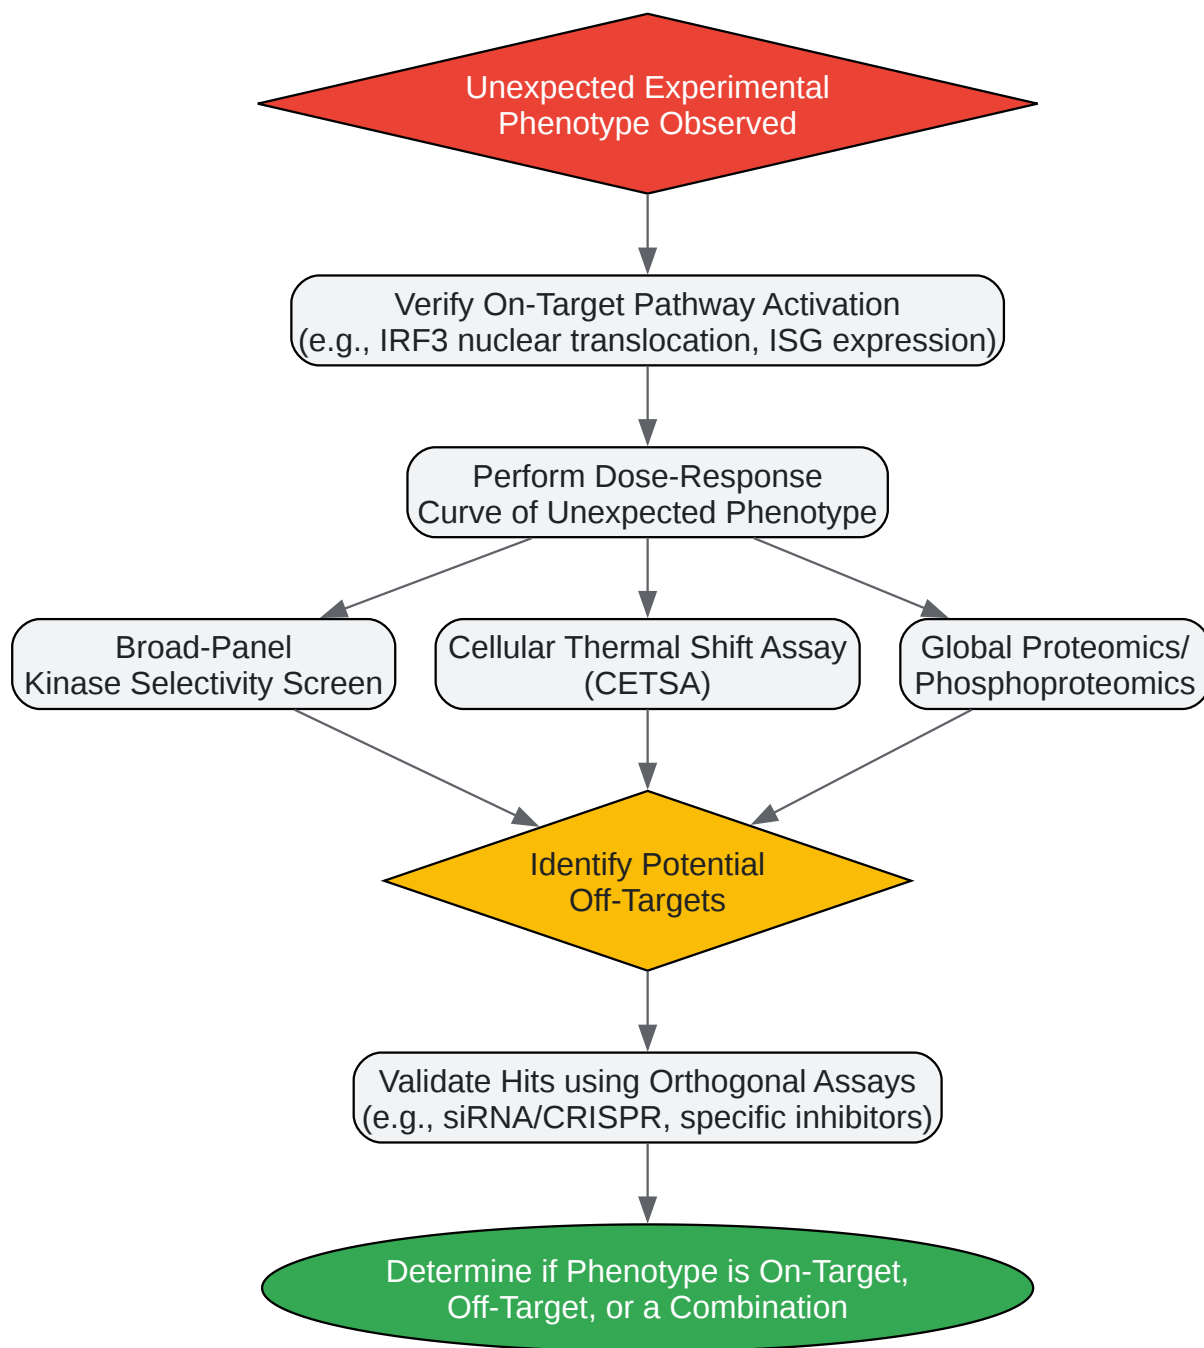 Unexpected Experimental
Phenotype Observed
Verify On-Target Pathway Activation
(e.g., IRF3 nuclear translocation, ISG expression)
Perform Dose-Response
Curve of Unexpected Phenotype
Broad-Panel
Kinase Selectivity Screen
Cellular Thermal Shift Assay
(CETSA)
Global Proteomics/
Phosphoproteomics
Identify Potential
Off-Targets
Validate Hits using Orthogonal Assays
(e.g., siRNA/CRISPR, specific inhibitors)
Determine if Phenotype is On-Target,
Off-Target, or a Combination